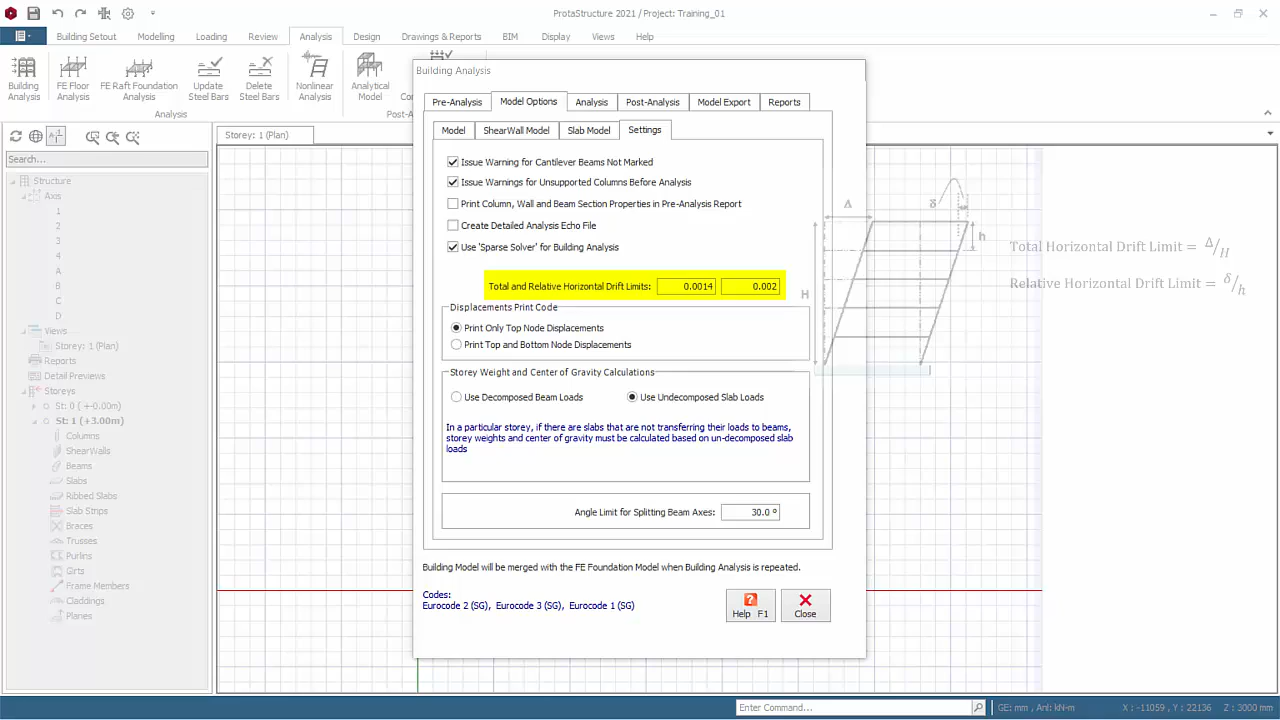 ProtaStructure 2021 / Project: Training_01
Building Setout Modelling Loading Review Analysis Design Drawings & Reports BIM Display Views Help
Building Analysis
FE Floor Analysis
FE Raft Foundation Analysis
Update Steel Bars
Delete Steel Bars
Nonlinear Analysis
Analytical Model
Analysis
Post-A
Storey: 1 (Plan)
Search...
Structure
Axis
1
2
3
4
A
B
C
D
Views
Storey: 1 (Plan)
Reports
Detail Previews
Storeys
St: 0 ( +-0.00m)
St: 1 (+3.00m)
Columns
ShearWalls
Beams
Slabs
Ribbed Slabs
Slab Strips
Braces
Trusses
Purlins
Girts
Frame Members
Claddings
Planes
Building Analysis
Pre-Analysis Model Options Analysis Post-Analysis Model Export Reports
Model ShearWall Model Slab Model Settings
Issue Warning for Cantilever Beams Not Marked
Issue Warnings for Unsupported Columns Before Analysis
Print Column, Wall and Beam Section Properties in Pre-Analysis Report
Create Detailed Analysis Echo File
Use 'Sparse Solver' for Building Analysis
Total and Relative Horizontal Drift Limits: 0.0014 0.002
Displacements Print Code
Print Only Top Node Displacements
Print Top and Bottom Node Displacements
Storey Weight and Center of Gravity Calculations
Use Decomposed Beam Loads Use Undecomposed Slab Loads
In a particular storey, if there are slabs that are not transferring their loads to beams,
storey weights and center of gravity must be calculated based on un-decomposed slab
loads
Angle Limit for Splitting Beam Axes: 30.0 º
Building Model will be merged with the FE Foundation Model when Building Analysis is repeated.
Codes:
Eurocode 2 (SG), Eurocode 3 (SG), Eurocode 1 (SG)
Help F1
Close
Δ
δ
h
H
Total Horizontal Drift Limit = Δ/H
Relative Horizontal Drift Limit = δ/h
Enter Command...
GE: mm, Anl: kN-m
X : -11059 , Y : 22136
Z : 3000 mm